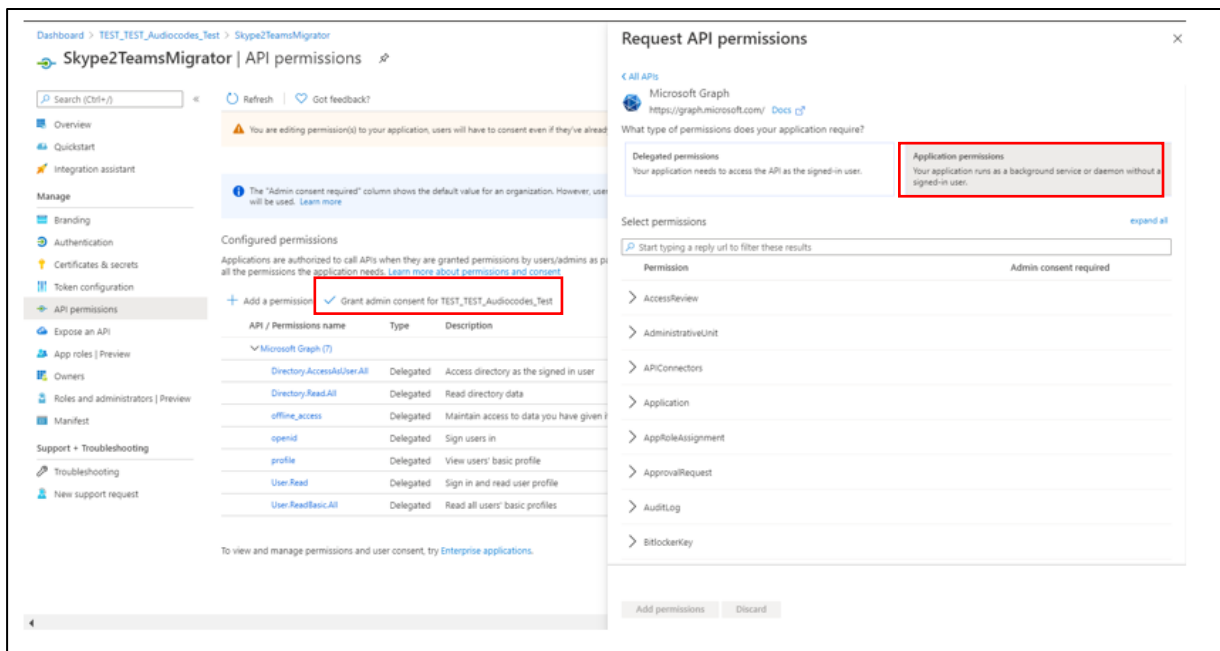 Dashboard > TEST_TEST_Audiocodes_Test > Skype2TeamsMigrator
Skype2TeamsMigrator | API permissions
Search (Ctrl+/)
«
Overview
Quickstart
Integration assistant
Manage
Branding
Authentication
Certificates & secrets
Token configuration
API permissions
Expose an API
App roles | Preview
Owners
Roles and administrators | Preview
Manifest
Support + Troubleshooting
Troubleshooting
New support request
Refresh
Got feedback?
You are editing permission(s) to your application, users will have to consent even if they've alread
The "Admin consent required" column shows the default value for an organization. However, user
will be used. Learn more
Configured permissions
Applications are authorized to call APIs when they are granted permissions by users/admins as pa
all the permissions the application needs. Learn more about permissions and consent
Add a permission
Grant admin consent for TEST_TEST_Audiocodes_Test
API / Permissions name Type Description
Microsoft Graph (7)
Directory.AccessAsUser.All Delegated Access directory as the signed in user
Directory.Read.All Delegated Read directory data
offline_access Delegated Maintain access to data you have given i
openid Delegated Sign users in
profile Delegated View users' basic profile
User.Read Delegated Sign in and read user profile
User.ReadBasic.All Delegated Read all users' basic profiles
To view and manage permissions and user consent, try Enterprise applications.
Request API permissions
< All APIs
Microsoft Graph
https://graph.microsoft.com/ Docs
What type of permissions does your application require?
Delegated permissions
Your application needs to access the API as the signed-in user.
Application permissions
Your application runs as a background service or daemon without a
signed-in user.
Select permissions
expand all
Start typing a reply url to filter these results
Permission Admin consent required
AccessReview
AdministrativeUnit
APIConnectors
Application
AppRoleAssignment
ApprovalRequest
AuditLog
BitlockerKey
Add permissions
Discard